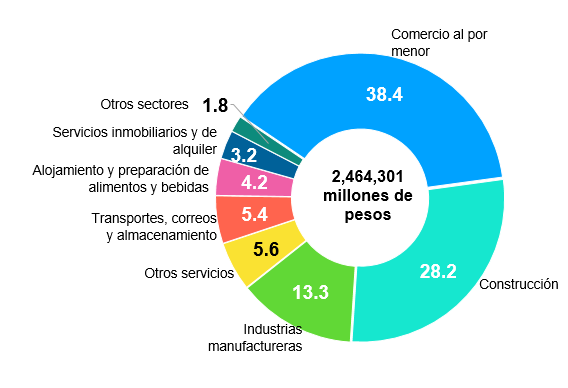 Comercio al por
menor
38.4
Otros sectores
1.8
Servicios inmobiliarios y de
alquiler
3.2
Alojamiento y preparación de
alimentos y bebidas
4.2
2,464,301
millones de
pesos
Transportes, correos
y almacenamiento
5.4
Otros servicios
5.6
28.2
Construcción
13.3
Industrias
manufactureras